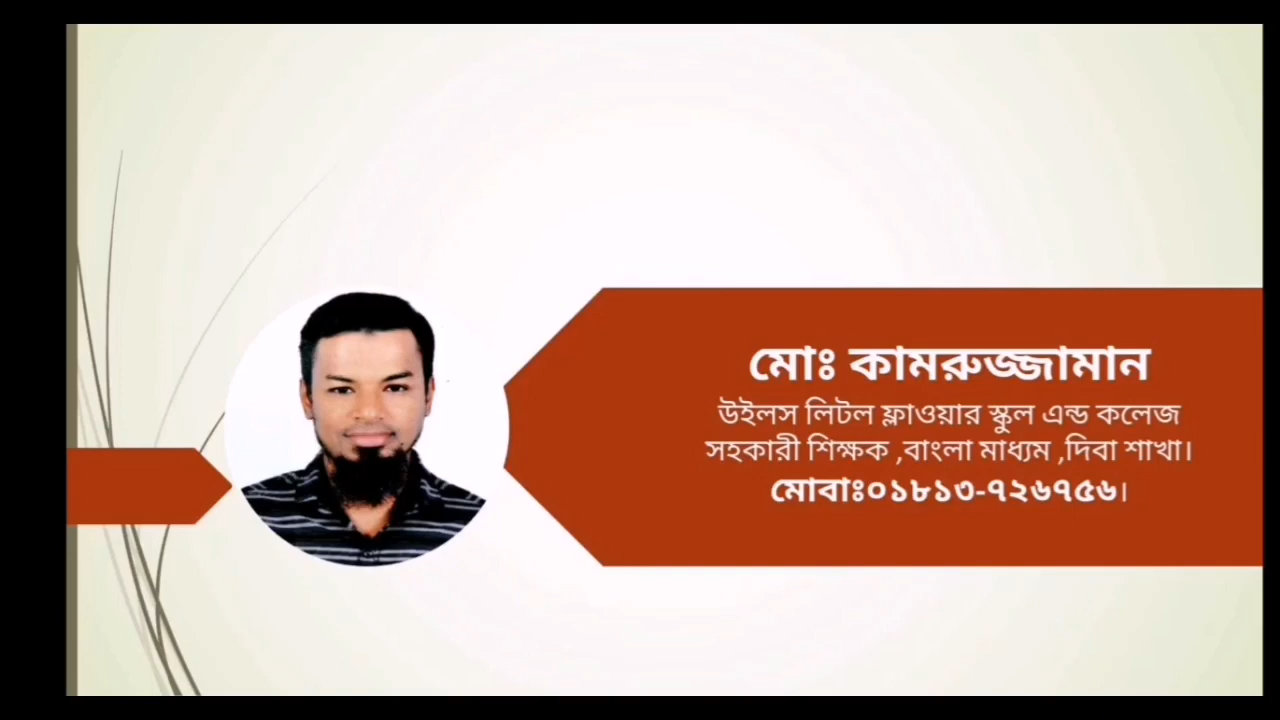 মোঃ কামরুজ্জামান
উইলস লিটল ফ্লাওয়ার স্কুল এন্ড কলেজ
সহকারী শিক্ষক ,বাংলা মাধ্যম ,দিবা শাখা।
মোবাঃ০১৮১৩-৭২৬৭৫৬।